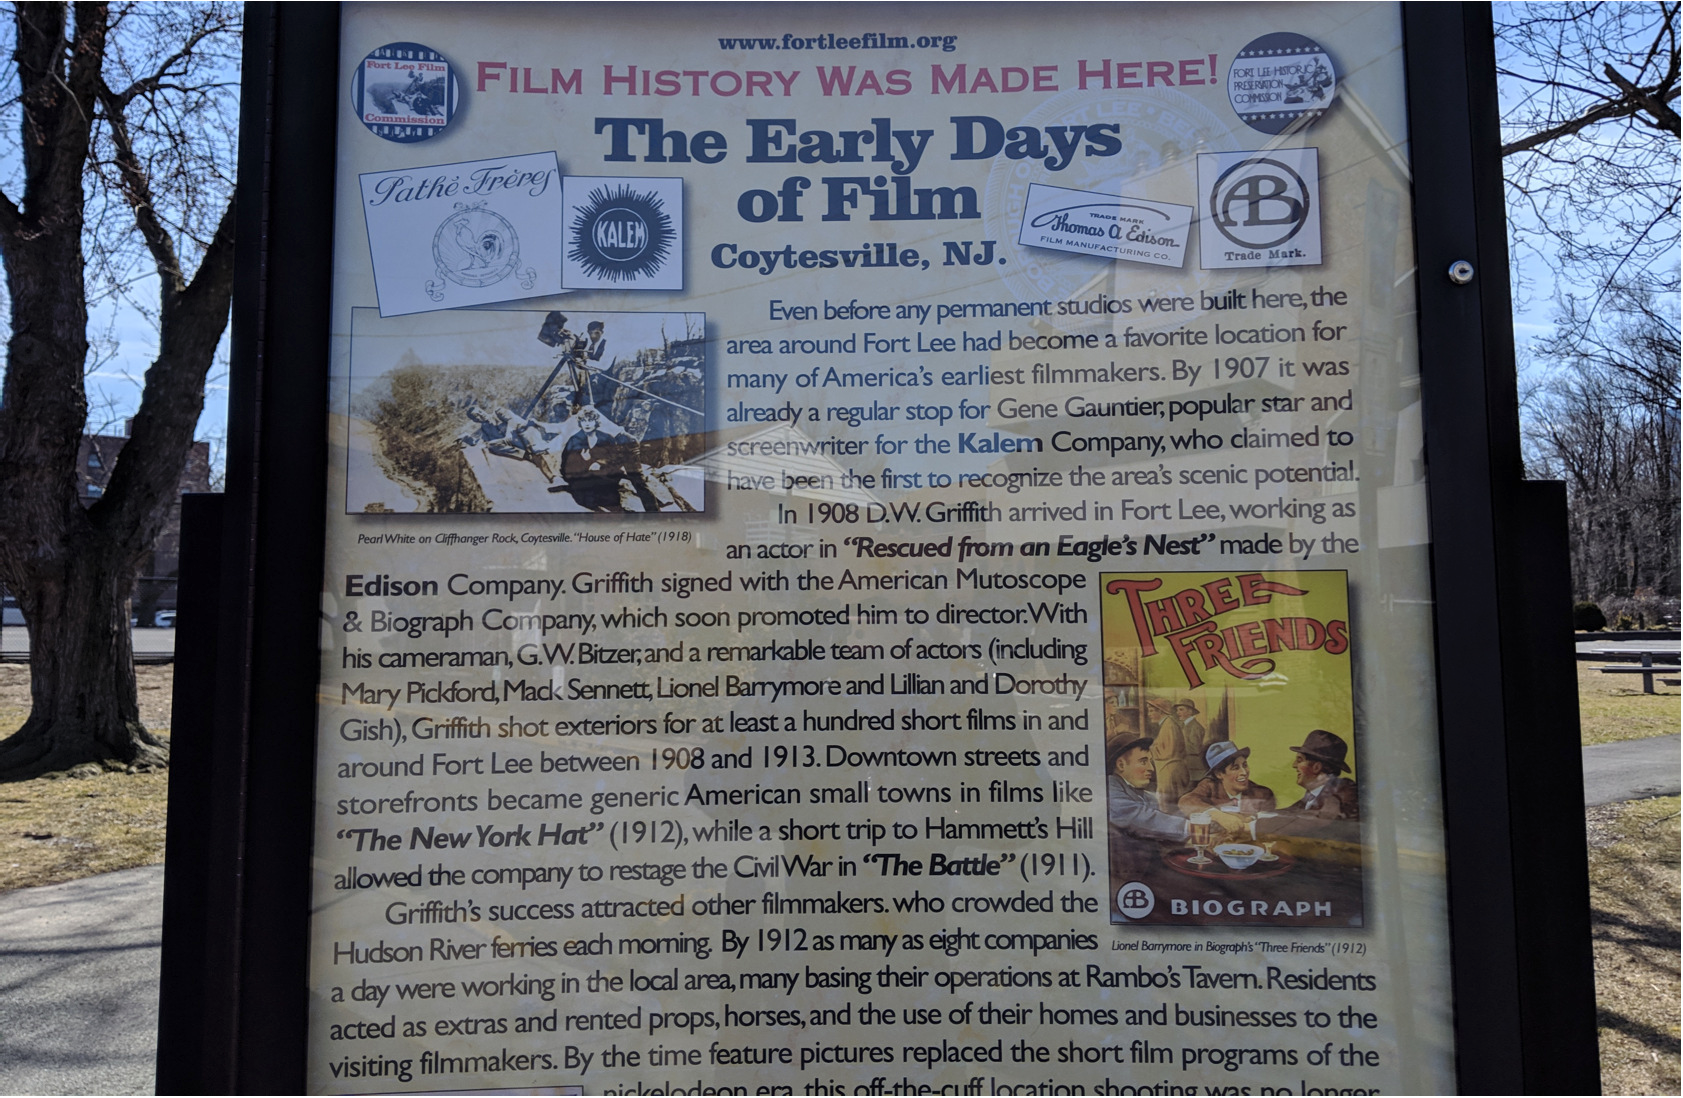 www.fortleefilm.org
Fort Lee Film
Commission
FILM HISTORY WAS MADE HERE!
FORT LEE HISTORIC
PRESERVATION
COMMISSION
The Early Days
of Film
Coytesville, NJ.
Pathé Frères
KALEM
TRADE MARK
Thomas A Edison
FILM MANUFACTURING CO.
AB
Trade Mark.
Even before any permanent studios were built here, the
area around Fort Lee had become a favorite location for
many of America's earliest filmmakers. By 1907 it was
already a regular stop for Gene Gauntier, popular star and
screenwriter for the Kalem Company, who claimed to
have been the first to recognize the area's scenic potential.
In 1908 D.W. Griffith arrived in Fort Lee, working as
an actor in "Rescued from an Eagle's Nest" made by the
Pearl White on Cliffhanger Rock, Coytesville. "House of Hate" (1918)
Edison Company. Griffith signed with the American Mutoscope
& Biograph Company, which soon promoted him to director. With
his cameraman, G.W. Bitzer, and a remarkable team of actors (including
Mary Pickford, Mack Sennett, Lionel Barrymore and Lillian and Dorothy
Gish), Griffith shot exteriors for at least a hundred short films in and
around Fort Lee between 1908 and 1913. Downtown streets and
storefronts became generic American small towns in films like
"The New York Hat" (1912), while a short trip to Hammett's Hill
allowed the company to restage the Civil War in "The Battle" (1911).
Griffith's success attracted other filmmakers. who crowded the
Hudson River ferries each morning. By 1912 as many as eight companies
a day were working in the local area, many basing their operations at Rambo's Tavern. Residents
acted as extras and rented props, horses, and the use of their homes and businesses to the
visiting filmmakers. By the time feature pictures replaced the short film programs of the
nickelodeon era, this off-the-cuff location shooting was no longer
THREE
FRIENDS
AB BIOGRAPH
Lionel Barrymore in Biograph's "Three Friends" (1912)